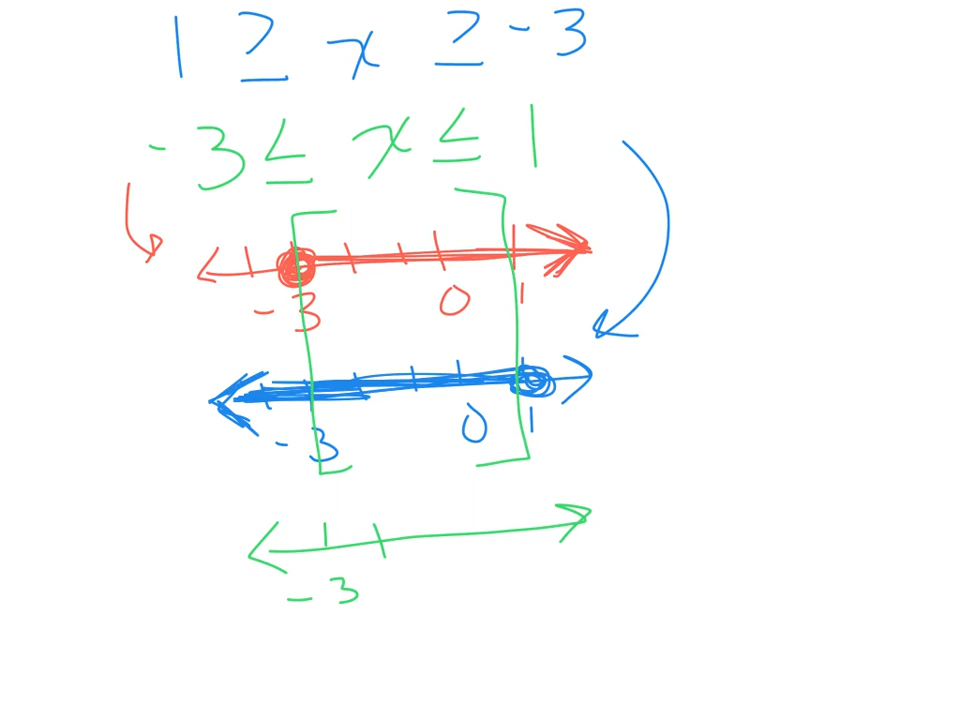 1 ≥ x ≥ -3
-3 ≤ x ≤ 1
-3 0 1
-3 0 1
-3